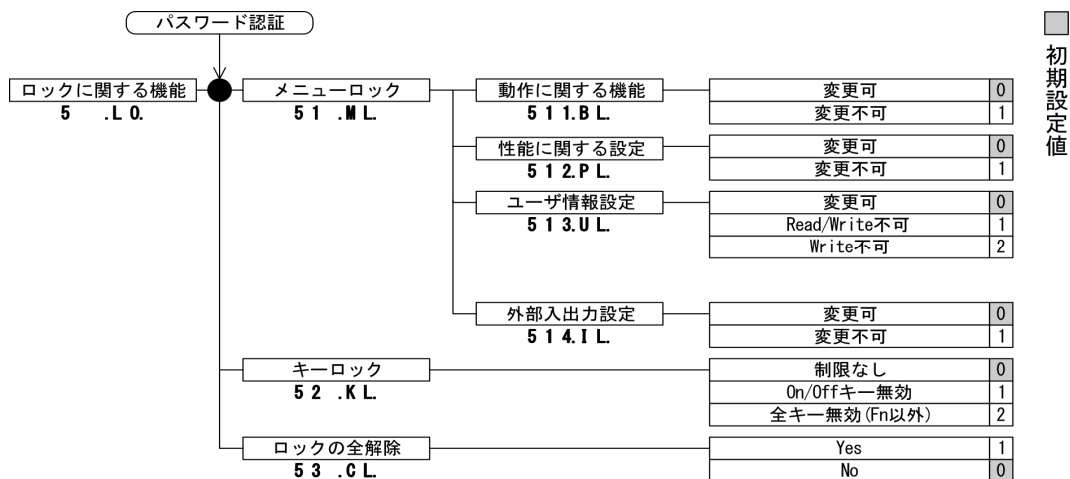 パスワード認証
初期設定値
ロックに関する機能
5 .LO.
メニューロック
51 .ML.
動作に関する機能
511.BL.
変更可 0
変更不可 1
性能に関する設定
512.PL.
変更可 0
変更不可 1
ユーザ情報設定
513.UL.
変更可 0
Read/Write不可 1
Write不可 2
外部入出力設定
514.IL.
変更可 0
変更不可 1
キーロック
52 .KL.
制限なし 0
On/Offキー無効 1
全キー無効(Fn以外) 2
ロックの全解除
53 .CL.
Yes 1
No 0